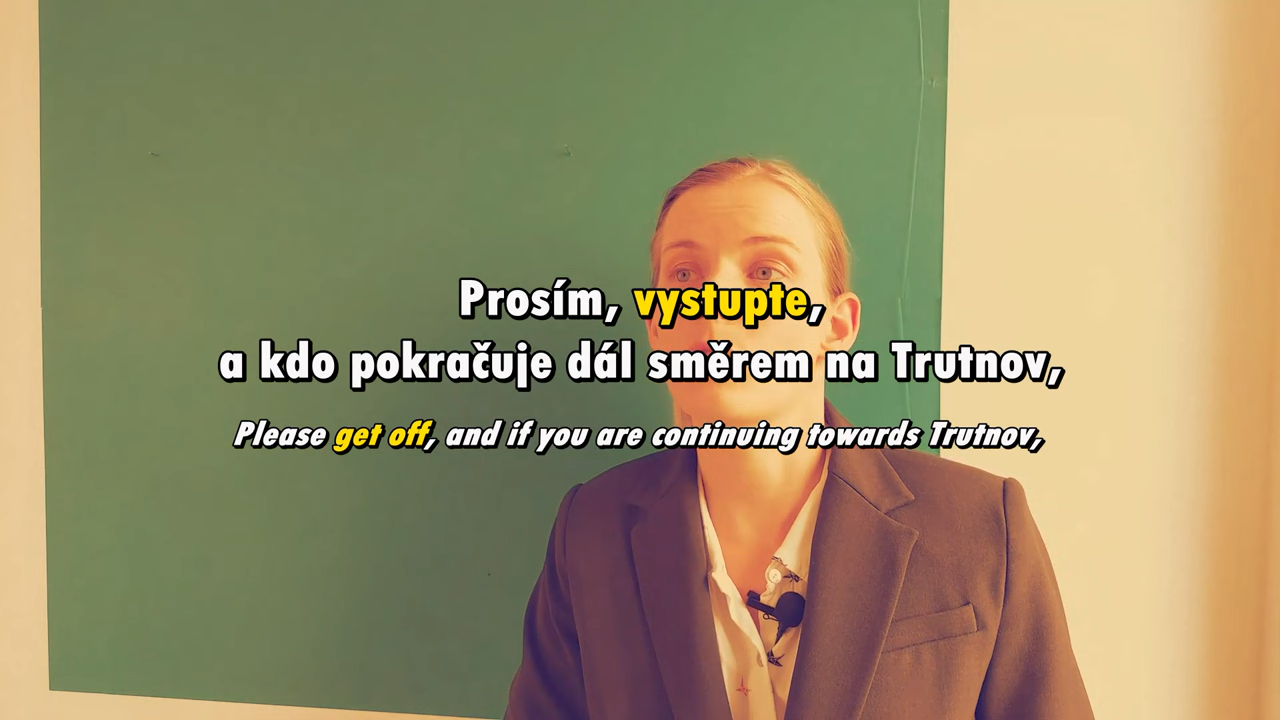 Prosím, vystupte,
a kdo pokračuje dál směrem na Trutnov,
Please get off, and if you are continuing towards Trutnov,